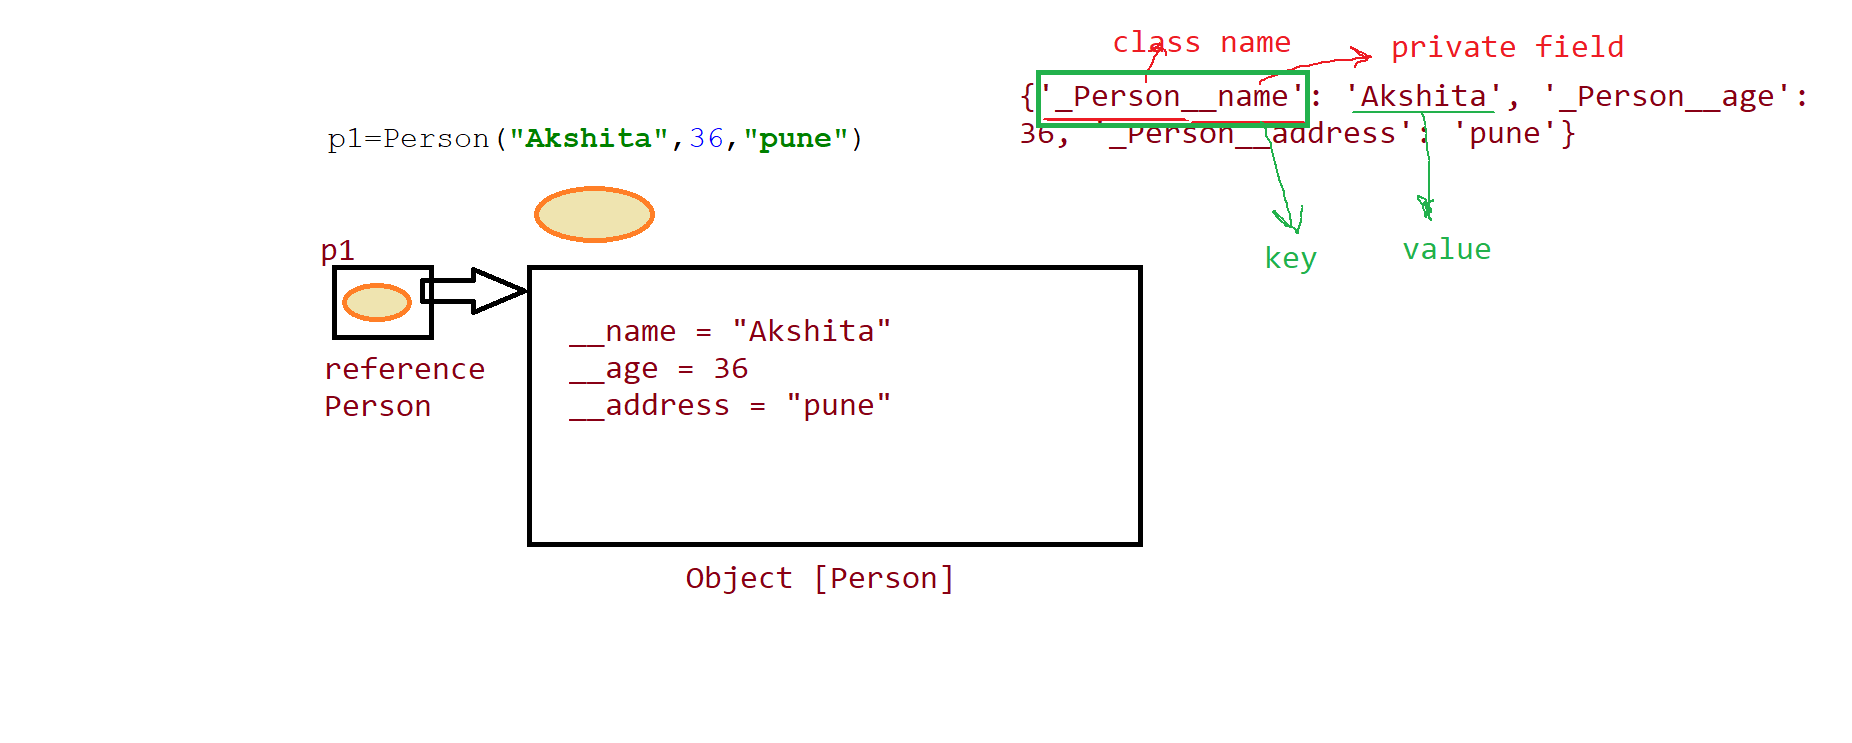 class name
private field
{'_Person__name': 'Akshita', '_Person__age':
36, '_Person__address': 'pune'}
p1=Person("Akshita",36,"pune")
key
value
p1
reference
Person
__name = "Akshita"
__age = 36
__address = "pune"
Object [Person]